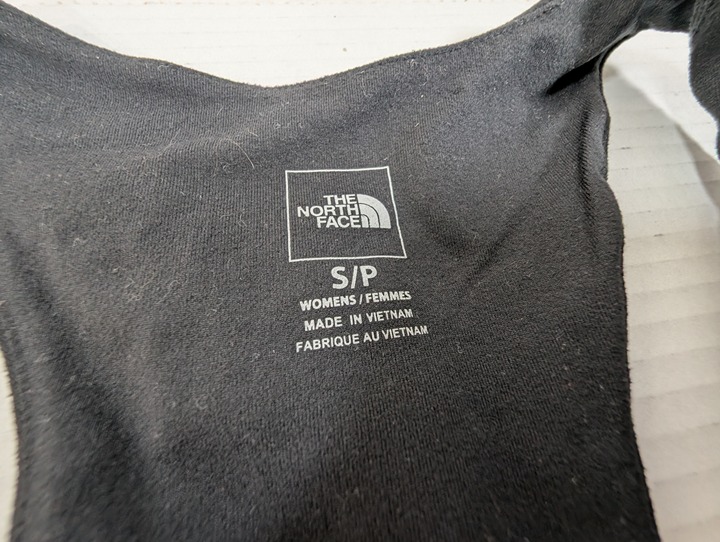 THE
NORTH
FACE
S/P
WOMENS / FEMMES
MADE IN VIETNAM
FABRIQUE AU VIETNAM